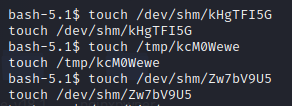 bash-5.1$ touch /dev/shm/kHgTFI5G
touch /dev/shm/kHgTFI5G
bash-5.1$ touch /tmp/kcM0Wewe
touch /tmp/kcM0Wewe
bash-5.1$ touch /dev/shm/Zw7bV9U5
touch /dev/shm/Zw7bV9U5